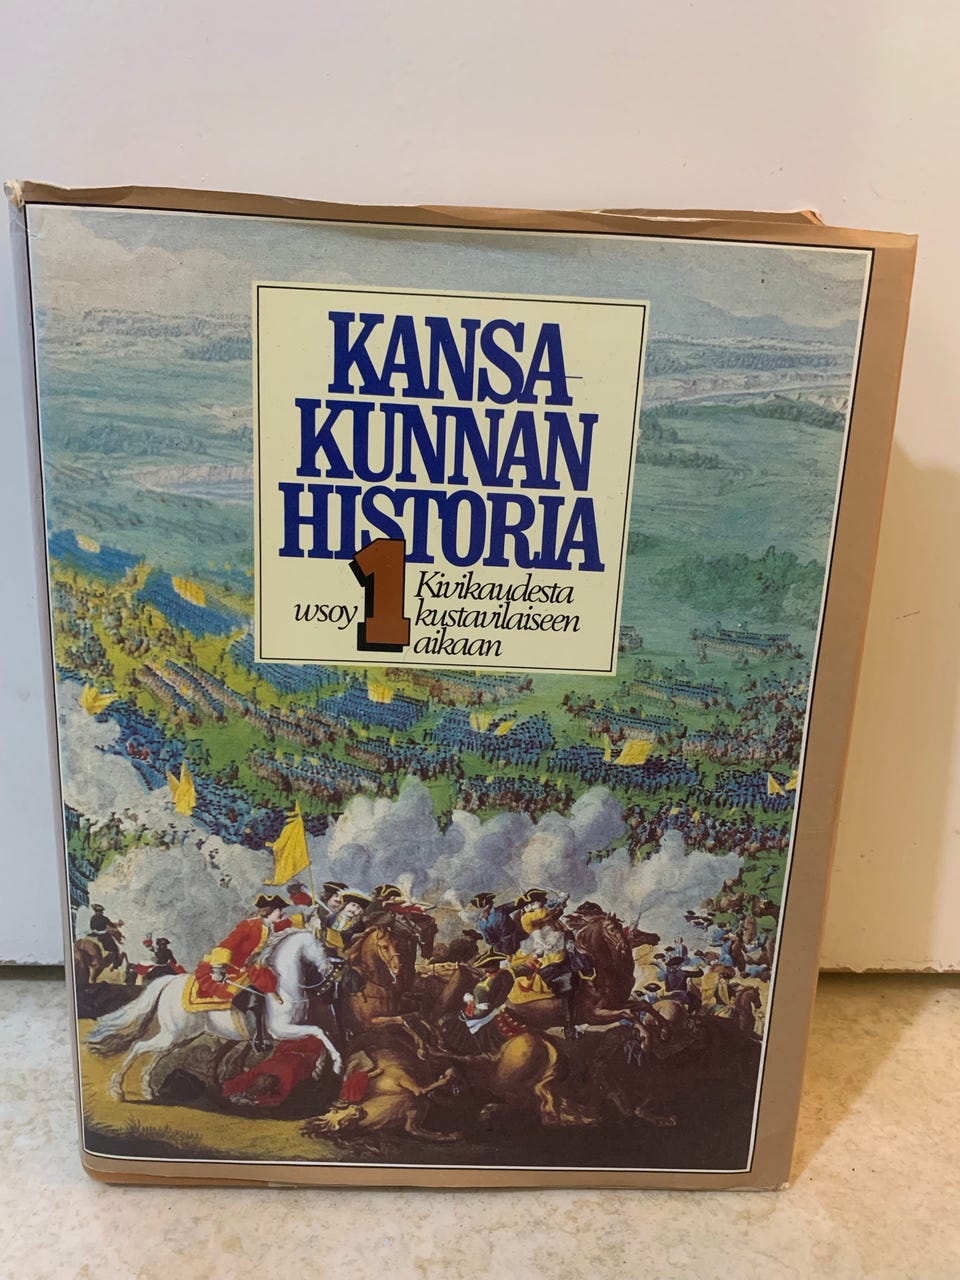 KANSA-
KUNNAN
HISTORIA
wsoy 1 Kivikaudesta
kustavilaiseen
aikaan